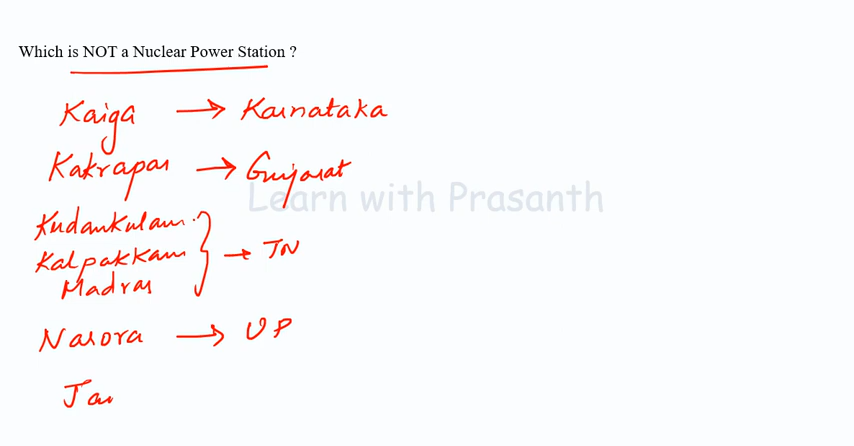 Which is NOT a Nuclear Power Station ?
Kaiga → Karnataka
Kakrapar → Gujarat
Learn with Prasanth
Kudankulam
Kalpakkam → TN
Madras
Narora → UP
Ja